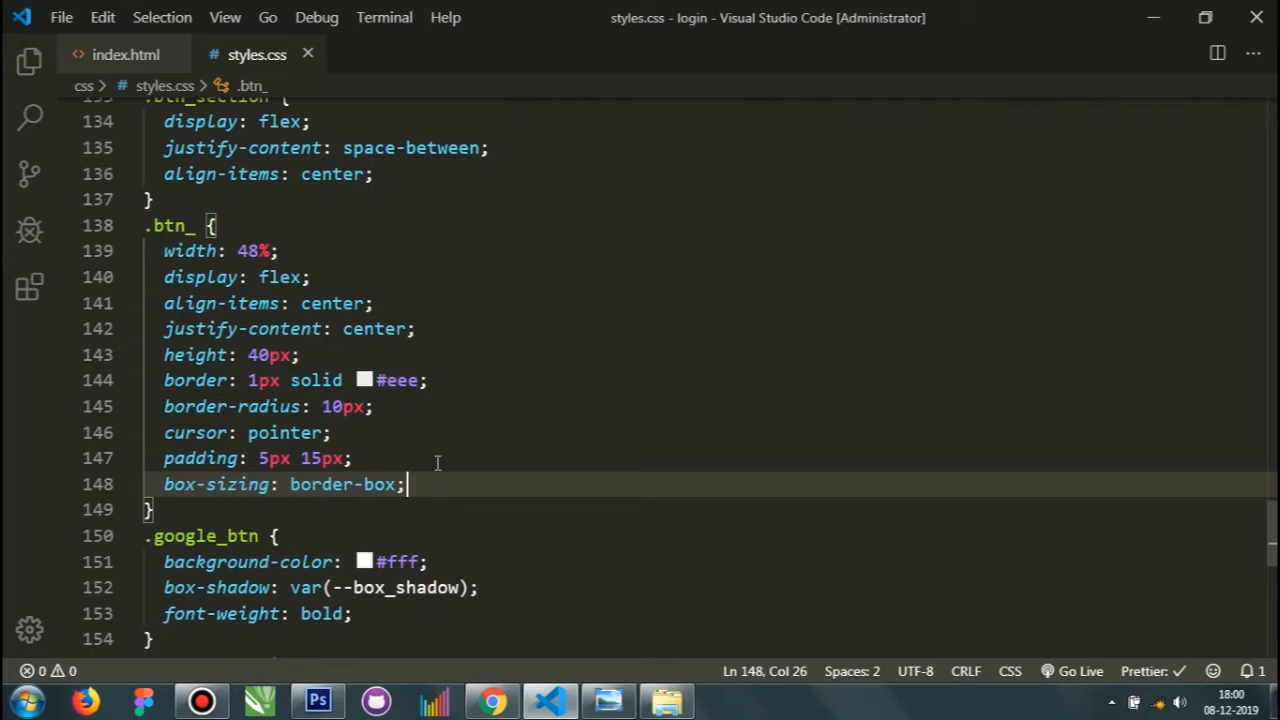 File Edit Selection View Go Debug Terminal Help styles.css - login - Visual Studio Code [Administrator]
index.html styles.css
css > styles.css > .btn_
133 .btn_section {
134 display: flex;
135 justify-content: space-between;
136 align-items: center;
137 }
138 .btn_ {
139 width: 48%;
140 display: flex;
141 align-items: center;
142 justify-content: center;
143 height: 40px;
144 border: 1px solid #eee;
145 border-radius: 10px;
146 cursor: pointer;
147 padding: 5px 15px;
148 box-sizing: border-box;
149 }
150 .google_btn {
151 background-color: #fff;
152 box-shadow: var(--box_shadow);
153 font-weight: bold;
154 }
0 0 Ln 148, Col 26 Spaces: 2 UTF-8 CRLF CSS Go Live Prettier: ✓ 1
Ps 18:00
08-12-2019